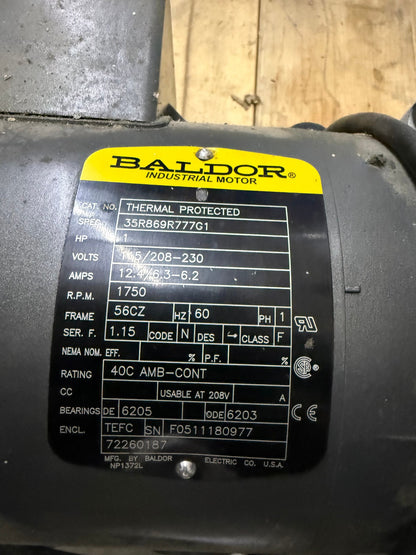 BALDOR®
INDUSTRIAL MOTOR
CAT. NO. THERMAL PROTECTED
SPEC. 35R869R777G1
HP 1
VOLTS 115/208-230
AMPS 12.4/6.3-6.2
R.P.M. 1750
FRAME 56CZ HZ 60 PH 1
SER. F. 1.15 CODE N DES CLASS F
NEMA NOM. EFF. % P.F. %
RATING 40C AMB-CONT
CC USABLE AT 208V A
BEARINGS DE 6205 ODE 6203
ENCL. TEFC SN F0511180977
72260187
MFG. BY BALDOR ELECTRIC CO. U.S.A.
NP1372L